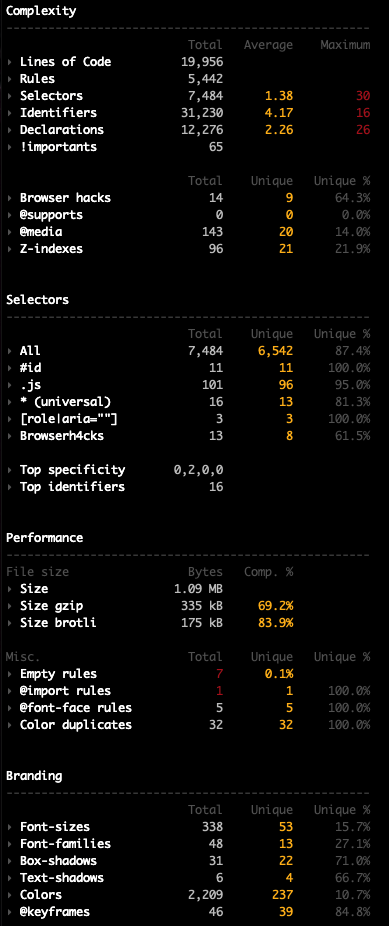 Complexity
----------------------------------------------------
Total Average Maximum
▸ Lines of Code 19,956
▸ Rules 5,442
▸ Selectors 7,484 1.38 30
▸ Identifiers 31,230 4.17 16
▸ Declarations 12,276 2.26 26
▸ !importants 65
Total Unique Unique %
▸ Browser hacks 14 9 64.3%
▸ @supports 0 0 0.0%
▸ @media 143 20 14.0%
▸ Z-indexes 96 21 21.9%
Selectors
----------------------------------------------------
Total Unique Unique %
▸ All 7,484 6,542 87.4%
▸ #id 11 11 100.0%
▸ .js 101 96 95.0%
▸ * (universal) 16 13 81.3%
▸ [role|aria=""] 3 3 100.0%
▸ Browserh4cks 13 8 61.5%
▸ Top specificity 0,2,0,0
▸ Top identifiers 16
Performance
----------------------------------------------------
File size Bytes Comp. %
▸ Size 1.09 MB
▸ Size gzip 335 kB 69.2%
▸ Size brotli 175 kB 83.9%
Misc. Total Unique Unique %
▸ Empty rules 7 0.1%
▸ @import rules 1 1 100.0%
▸ @font-face rules 5 5 100.0%
▸ Color duplicates 32 32 100.0%
Branding
----------------------------------------------------
Total Unique Unique %
▸ Font-sizes 338 53 15.7%
▸ Font-families 48 13 27.1%
▸ Box-shadows 31 22 71.0%
▸ Text-shadows 6 4 66.7%
▸ Colors 2,209 237 10.7%
▸ @keyframes 46 39 84.8%